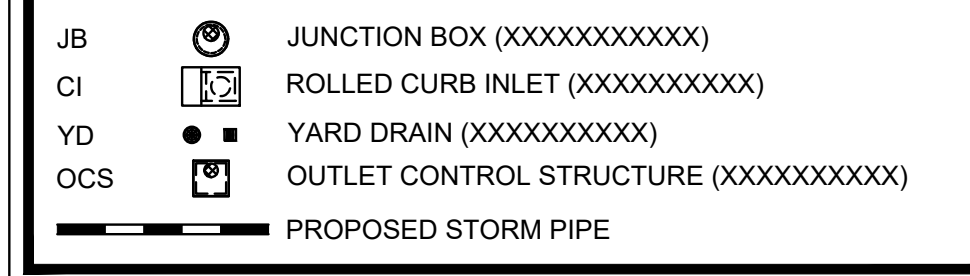 JB JUNCTION BOX (XXXXXXXXXXX)
CI ROLLED CURB INLET (XXXXXXXXXX)
YD YARD DRAIN (XXXXXXXXXX)
OCS OUTLET CONTROL STRUCTURE (XXXXXXXXXX)
PROPOSED STORM PIPE